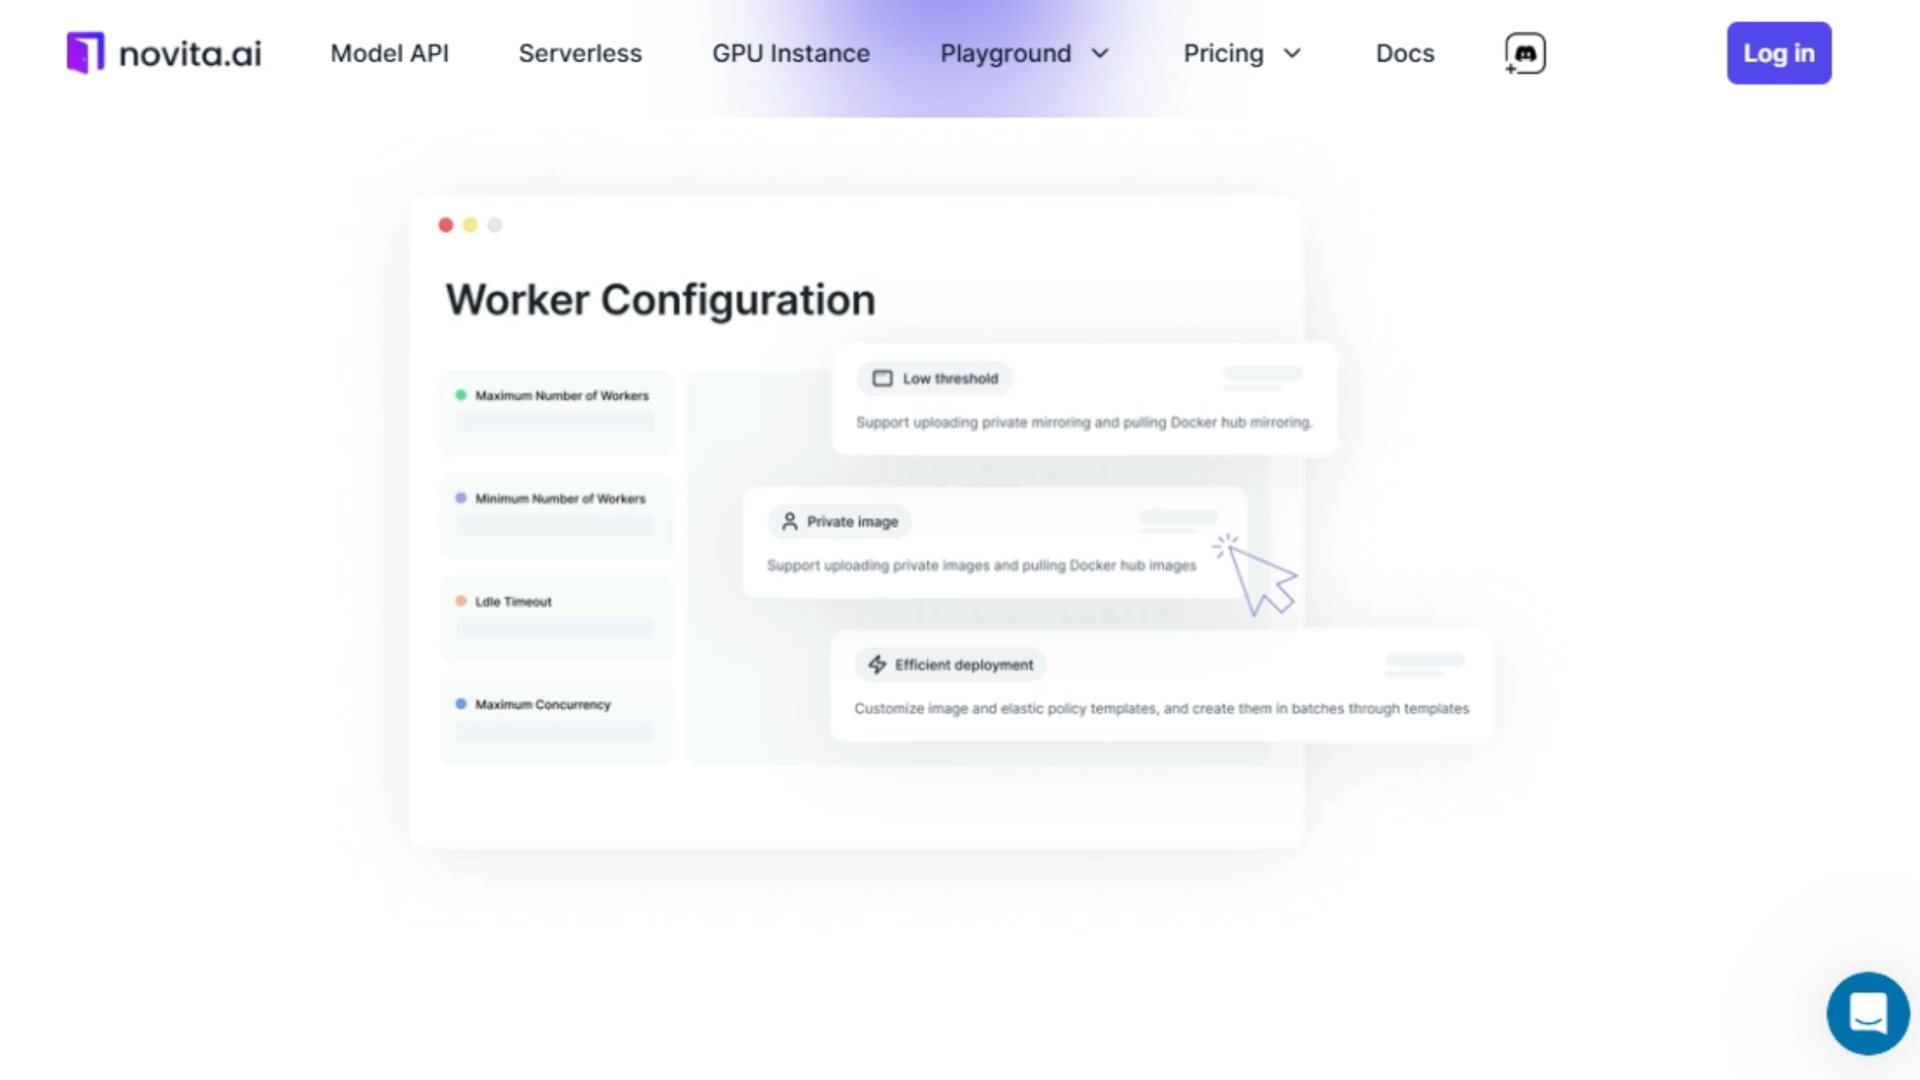 novita.ai Model API Serverless GPU Instance Playground Pricing Docs Log in
Worker Configuration
Maximum Number of Workers
Minimum Number of Workers
Ldle Timeout
Maximum Concurrency
Low threshold
Support uploading private mirroring and pulling Docker hub mirroring.
Private image
Support uploading private images and pulling Docker hub images
Efficient deployment
Customize image and elastic policy templates, and create them in batches through templates